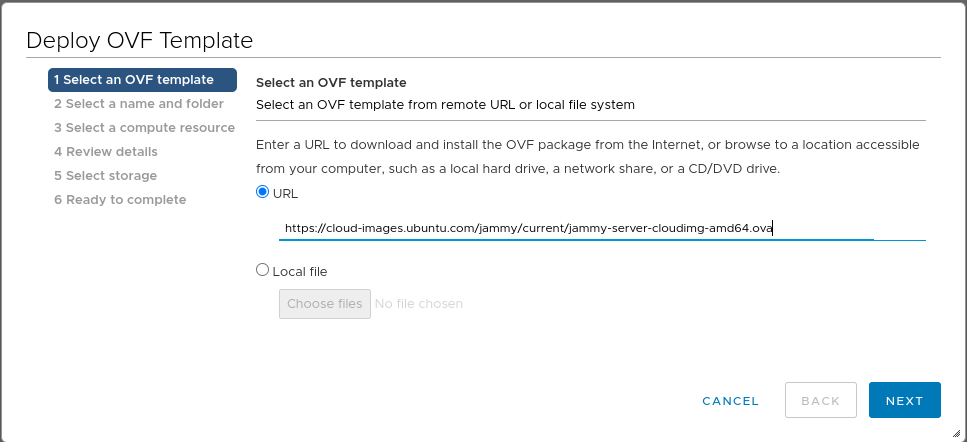 Deploy OVF Template
1 Select an OVF template
2 Select a name and folder
3 Select a compute resource
4 Review details
5 Select storage
6 Ready to complete
Select an OVF template
Select an OVF template from remote URL or local file system
Enter a URL to download and install the OVF package from the Internet, or browse to a location accessible
from your computer, such as a local hard drive, a network share, or a CD/DVD drive.
URL
https://cloud-images.ubuntu.com/jammy/current/jammy-server-cloudimg-amd64.ova
Local file
Choose files No file chosen
CANCEL BACK NEXT